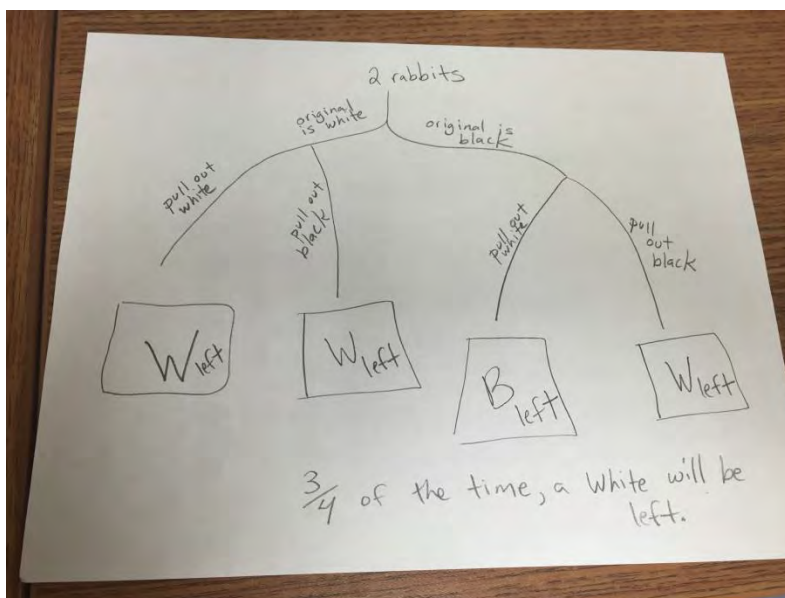 2 rabbits
original
is white
original is
black
pull out
white
pull out
black
pull out
white
pull
out
black
W left
W left
B left
W left
3/4 of the time, a White will be
left.